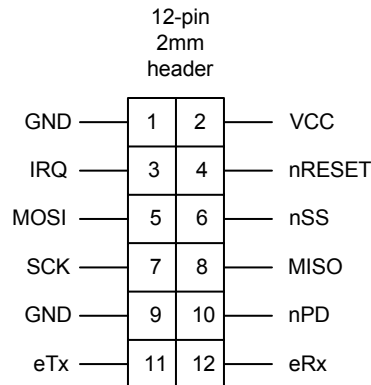 12-pin
2mm
header
GND 1 2 VCC
IRQ 3 4 nRESET
MOSI 5 6 nSS
SCK 7 8 MISO
GND 9 10 nPD
eTx 11 12 eRx